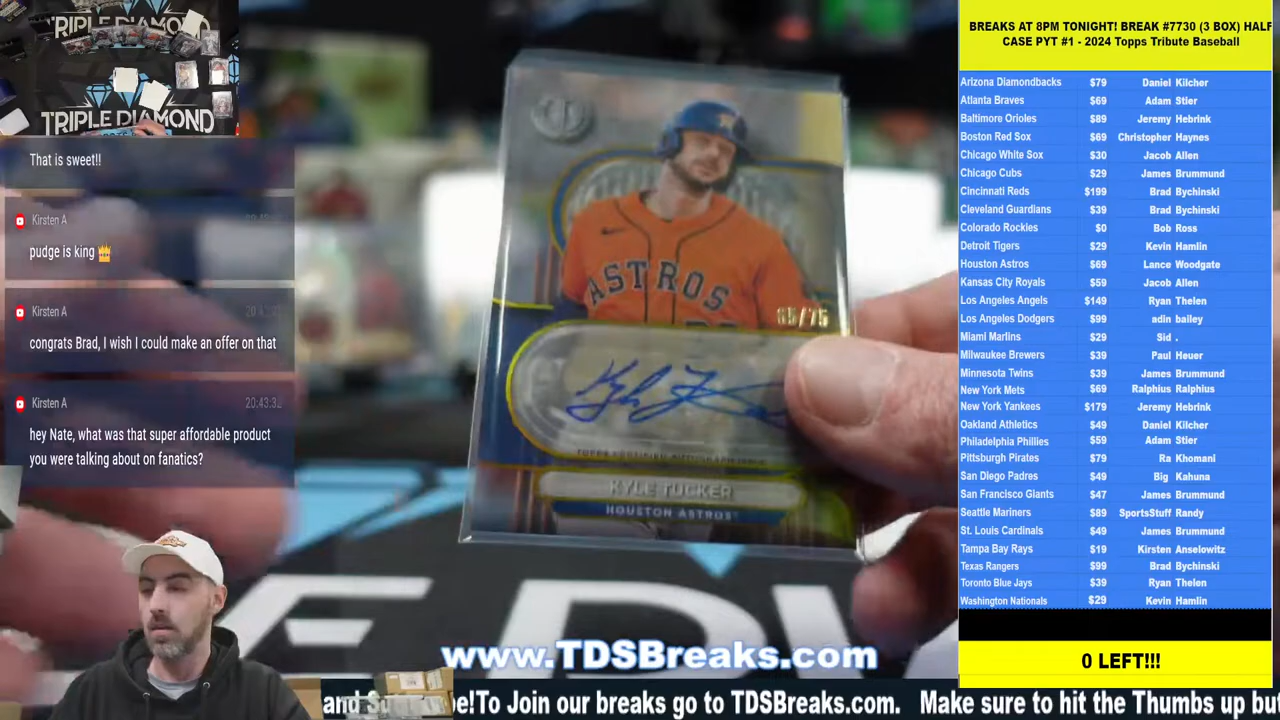 TRIPLE DIAMOND
TRIPLE DIAMOND
That is sweet!!
Kirsten A
pudge is king 👑
Kirsten A
congrats Brad, I wish I could make an offer on that
Kirsten A 20:43:32
hey Nate, what was that super affordable product
you were talking about on fanatics?
ASTROS
65/75
TOPPS CERTIFIED AUTOGRAPH ISSUE
KYLE TUCKER
HOUSTON ASTROS
www.TDSBreaks.com
BREAKS AT 8PM TONIGHT! BREAK #7730 (3 BOX) HALF
CASE PYT #1 - 2024 Topps Tribute Baseball
Arizona Diamondbacks $79 Daniel Kilcher
Atlanta Braves $69 Adam Stier
Baltimore Orioles $89 Jeremy Hebrink
Boston Red Sox $69 Christopher Haynes
Chicago White Sox $30 Jacob Allen
Chicago Cubs $29 James Brummund
Cincinnati Reds $199 Brad Bychinski
Cleveland Guardians $39 Brad Bychinski
Colorado Rockies $0 Bob Ross
Detroit Tigers $29 Kevin Hamlin
Houston Astros $69 Lance Woodgate
Kansas City Royals $59 Jacob Allen
Los Angeles Angels $149 Ryan Thelen
Los Angeles Dodgers $99 adin bailey
Miami Marlins $29 Sid .
Milwaukee Brewers $39 Paul Heuer
Minnesota Twins $39 James Brummund
New York Mets $69 Ralphius Ralphius
New York Yankees $179 Jeremy Hebrink
Oakland Athletics $49 Daniel Kilcher
Philadelphia Phillies $59 Adam Stier
Pittsburgh Pirates $79 Ra Khomani
San Diego Padres $49 Big Kahuna
San Francisco Giants $47 James Brummund
Seattle Mariners $89 SportsStuff Randy
St. Louis Cardinals $49 James Brummund
Tampa Bay Rays $19 Kirsten Anselowitz
Texas Rangers $99 Brad Bychinski
Toronto Blue Jays $39 Ryan Thelen
Washington Nationals $29 Kevin Hamlin
0 LEFT!!!
and be!To Join our breaks go to TDSBreaks.com. Make sure to hit the Thumbs up bu